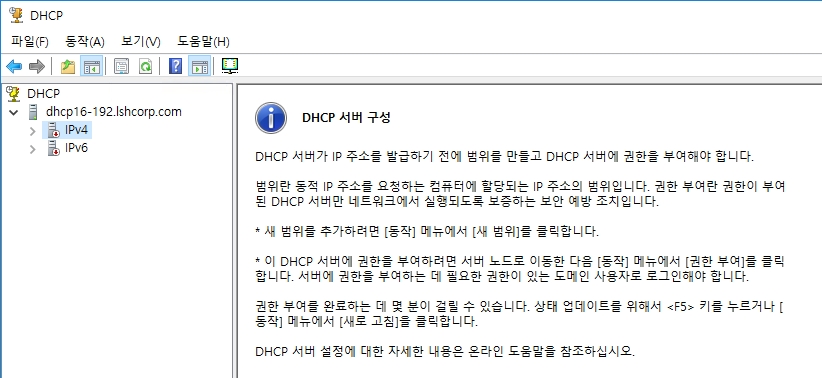 DHCP
파일(F) 동작(A) 보기(V) 도움말(H)
DHCP
dhcp16-192.lshcorp.com
IPv4
IPv6
DHCP 서버 구성
DHCP 서버가 IP 주소를 발급하기 전에 범위를 만들고 DHCP 서버에 권한을 부여해야 합니다.
범위란 동적 IP 주소를 요청하는 컴퓨터에 할당되는 IP 주소의 범위입니다. 권한 부여란 권한이 부여
된 DHCP 서버만 네트워크에서 실행되도록 보증하는 보안 예방 조치입니다.
* 새 범위를 추가하려면 [동작] 메뉴에서 [새 범위]를 클릭합니다.
* 이 DHCP 서버에 권한을 부여하려면 서버 노드로 이동한 다음 [동작] 메뉴에서 [권한 부여]를 클릭
합니다. 서버에 권한을 부여하는 데 필요한 권한이 있는 도메인 사용자로 로그인해야 합니다.
권한 부여를 완료하는 데 몇 분이 걸릴 수 있습니다. 상태 업데이트를 위해서 <F5> 키를 누르거나 [
동작] 메뉴에서 [새로 고침]을 클릭합니다.
DHCP 서버 설정에 대한 자세한 내용은 온라인 도움말을 참조하십시오.